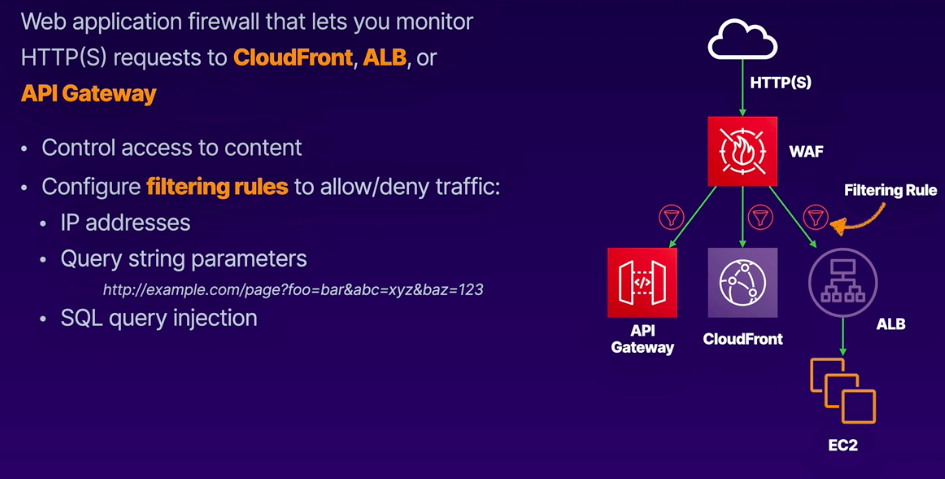 Web application firewall that lets you monitor
HTTP(S) requests to CloudFront, ALB, or
API Gateway
• Control access to content
• Configure filtering rules to allow/deny traffic:
• IP addresses
• Query string parameters
http://example.com/page?foo=bar&abc=xyz&baz=123
• SQL query injection
HTTP(S)
WAF
Filtering Rule
</>
API
Gateway
CloudFront
ALB
EC2